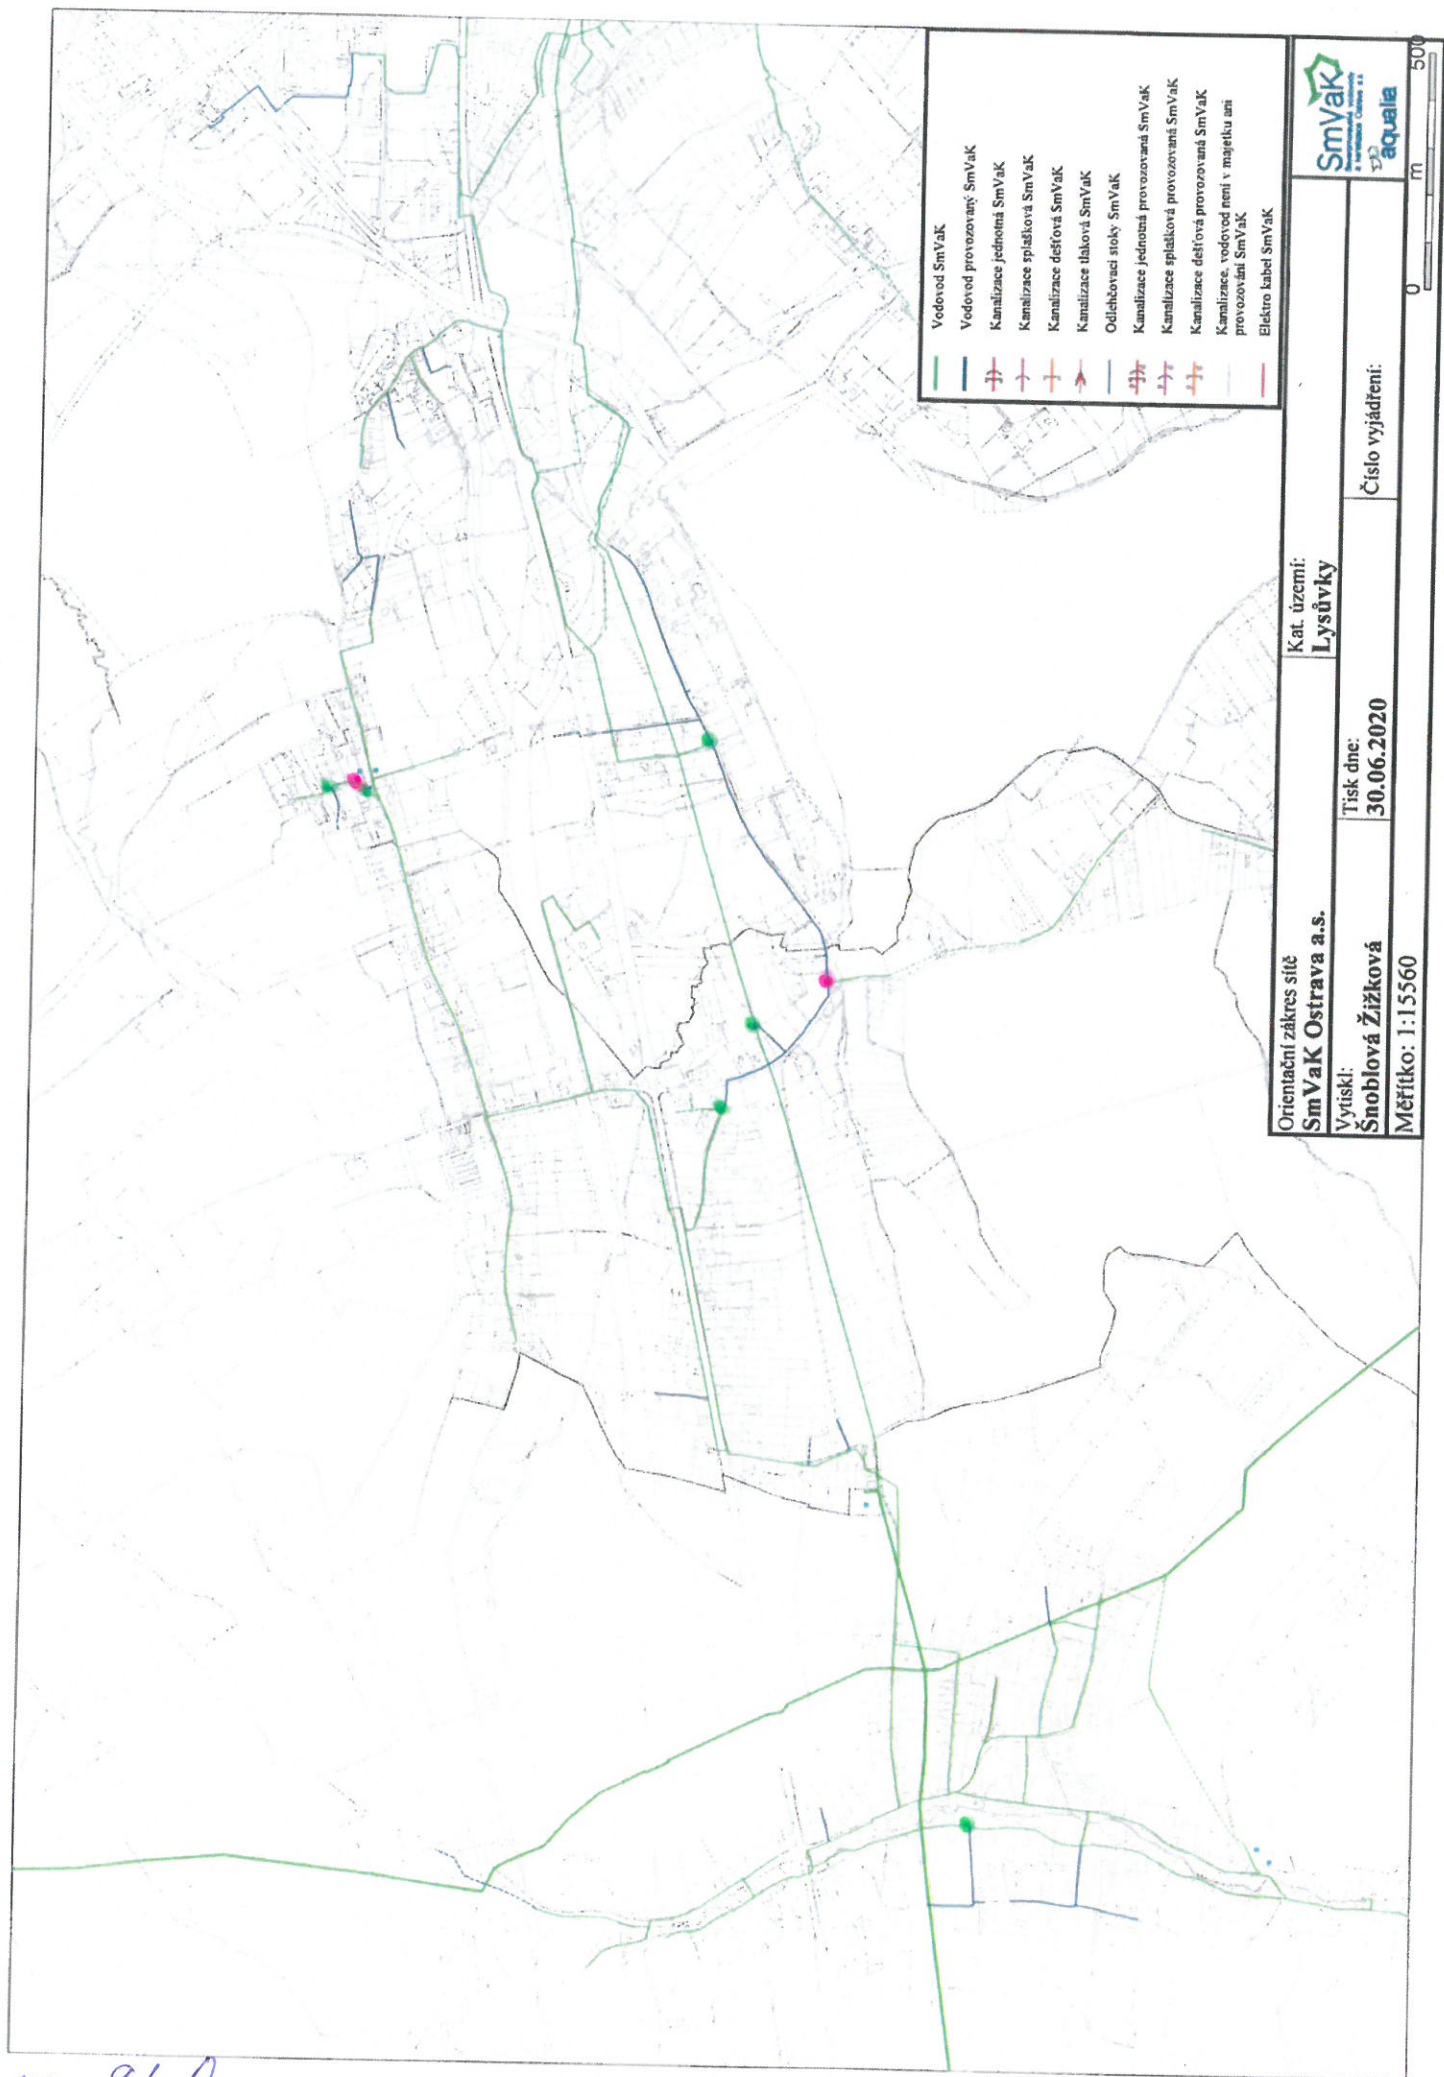 Vodovod SmVaK
Vodovod provozovaný SmVaK
Kanalizace jednotná SmVaK
Kanalizace splašková SmVaK
Kanalizace dešťová SmVaK
Kanalizace tlaková SmVaK
Odlehčovací stoky SmVaK
Kanalizace jednotná provozovaná SmVaK
Kanalizace splašková provozovaná SmVaK
Kanalizace dešťová provozovaná SmVaK
Kanalizace, vodovod není v majetku ani
provozování SmVaK
Elektro kabel SmVaK
Orientační zákres sítě
SmVaK Ostrava a.s.
Kat. území:
Lysůvky
SmVaK
aqualia
Vytiskl:
Šnoblová Žižková
Tisk dne:
30.06.2020
Číslo vyjádření:
Měřítko: 1:15560
0 m 500